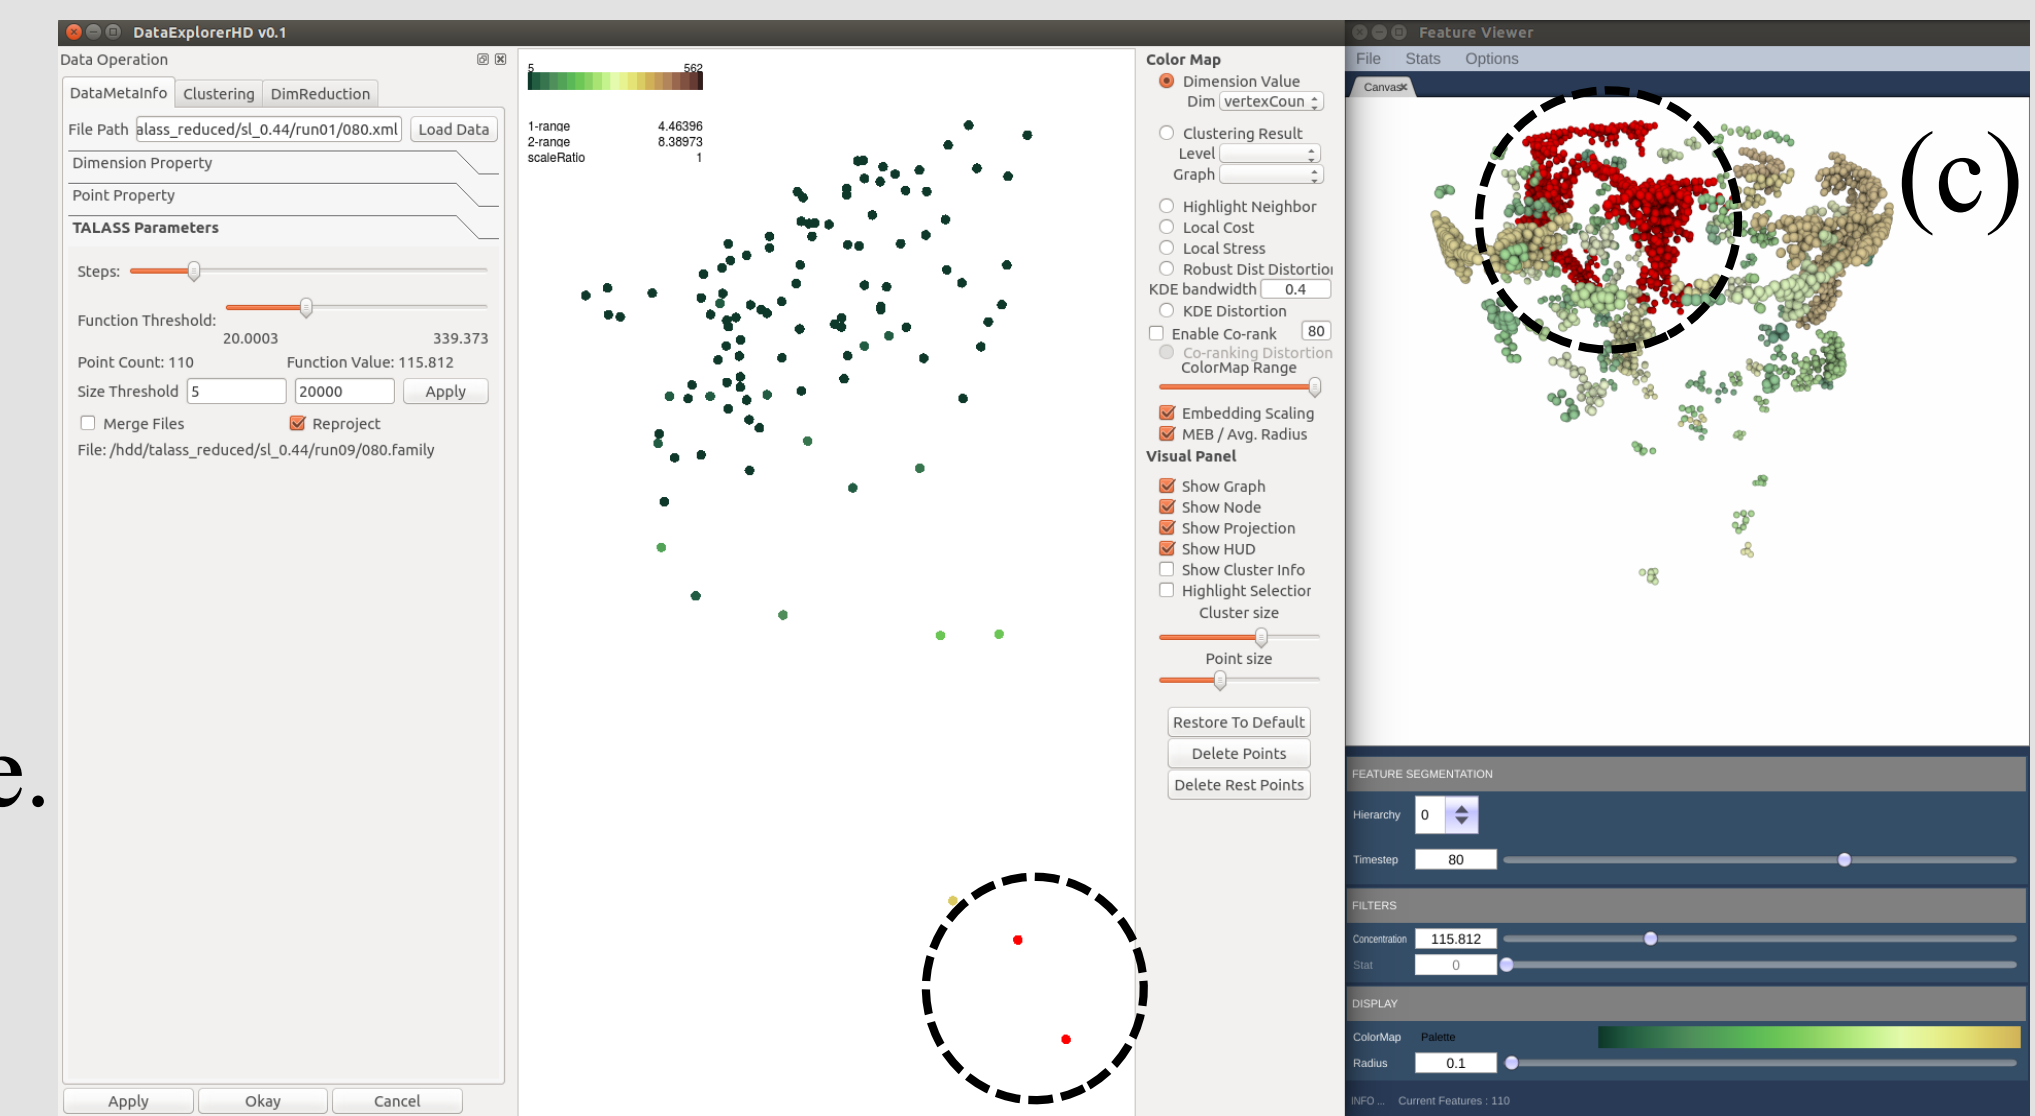 DataExplorerHD v0.1
Data Operation
DataMetaInfo Clustering DimReduction
File Path alass_reduced/sl_0.44/run01/080.xml Load Data
Dimension Property
Point Property
TALASS Parameters
Steps:
Function Threshold:
20.0003 339.373
Point Count: 110 Function Value: 115.812
Size Threshold 5 20000 Apply
Merge Files Reproject
File: /hdd/talass_reduced/sl_0.44/run09/080.family
Apply Okay Cancel
e.
5 562
1-range 4.46396
2-range 8.38973
scaleRatio 1
Color Map
Dimension Value
Dim vertexCoun
Clustering Result
Level
Graph
Highlight Neighbor
Local Cost
Local Stress
Robust Dist Distortior
KDE bandwidth 0.4
KDE Distortion
Enable Co-rank 80
Co-ranking Distortion
ColorMap Range
Embedding Scaling
MEB / Avg. Radius
Visual Panel
Show Graph
Show Node
Show Projection
Show HUD
Show Cluster Info
Highlight Selectior
Cluster size
Point size
Restore To Default
Delete Points
Delete Rest Points
Feature Viewer
File Stats Options
Canvas
(c)
FEATURE SEGMENTATION
Hierarchy 0
Timestep 80
FILTERS
Concentration 115.812
Stat 0
DISPLAY
ColorMap Palette
Radius 0.1
INFO ... Current Features : 110